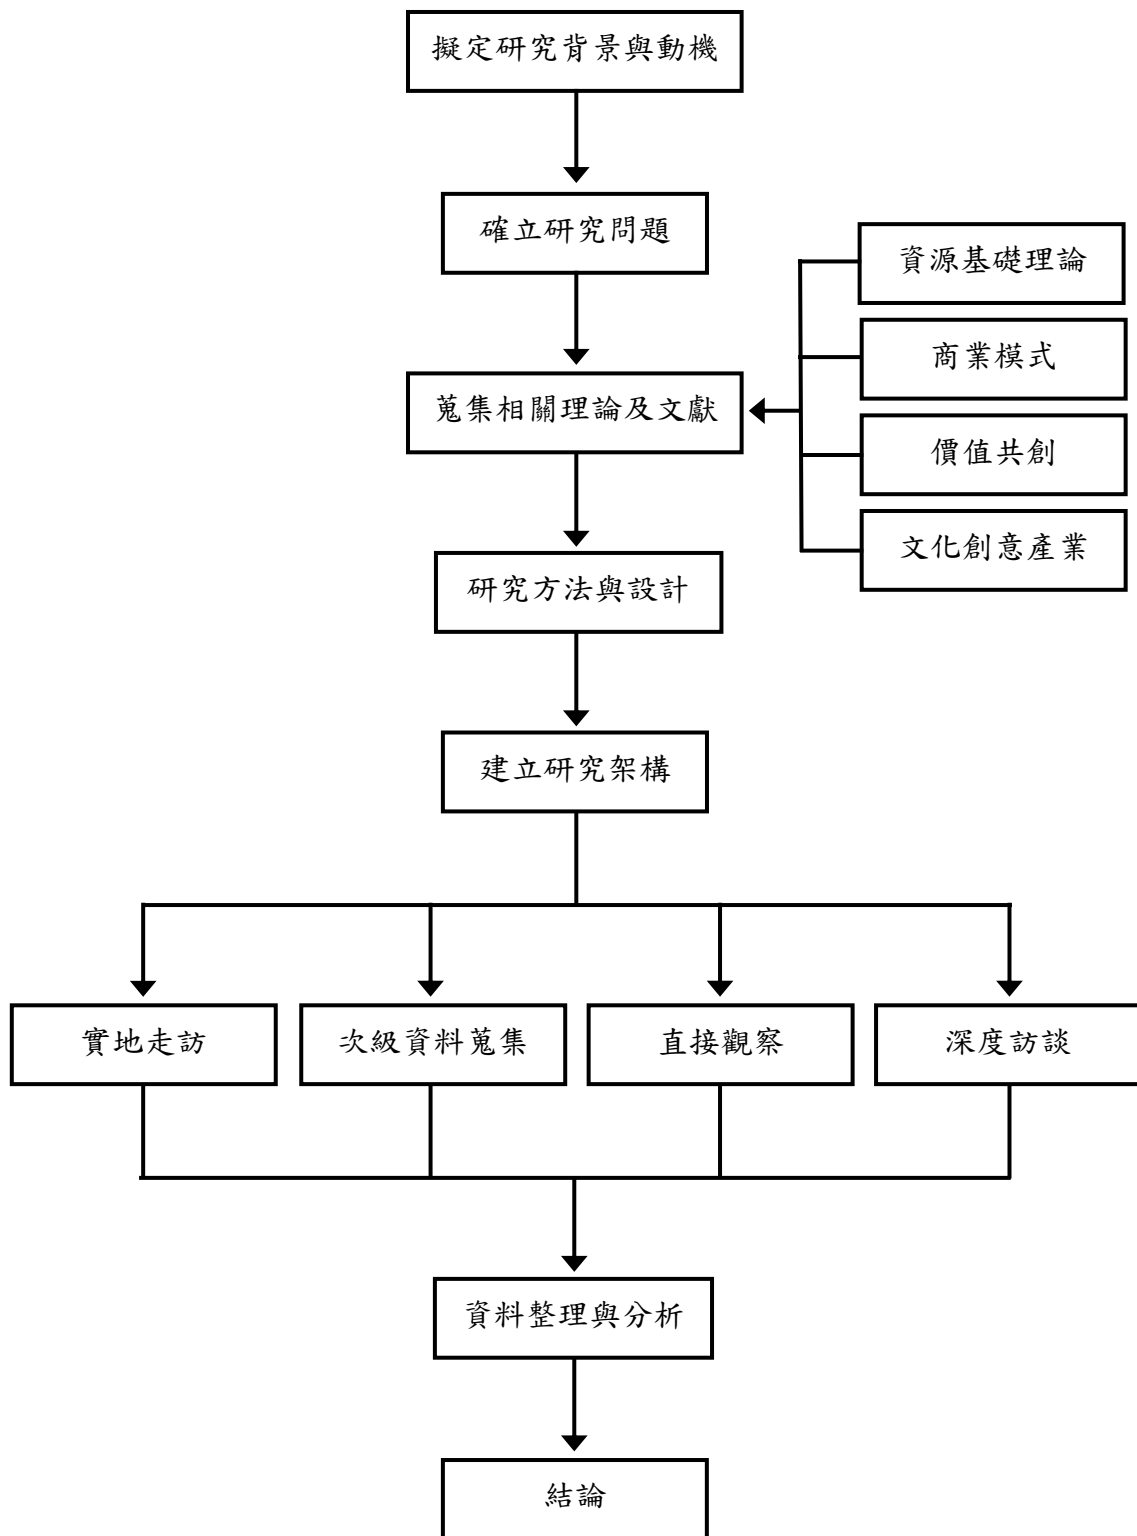 擬定研究背景與動機
確立研究問題
資源基礎理論
商業模式
蒐集相關理論及文獻
價值共創
文化創意產業
研究方法與設計
建立研究架構
實地走訪
次級資料蒐集
直接觀察
深度訪談
資料整理與分析
結論